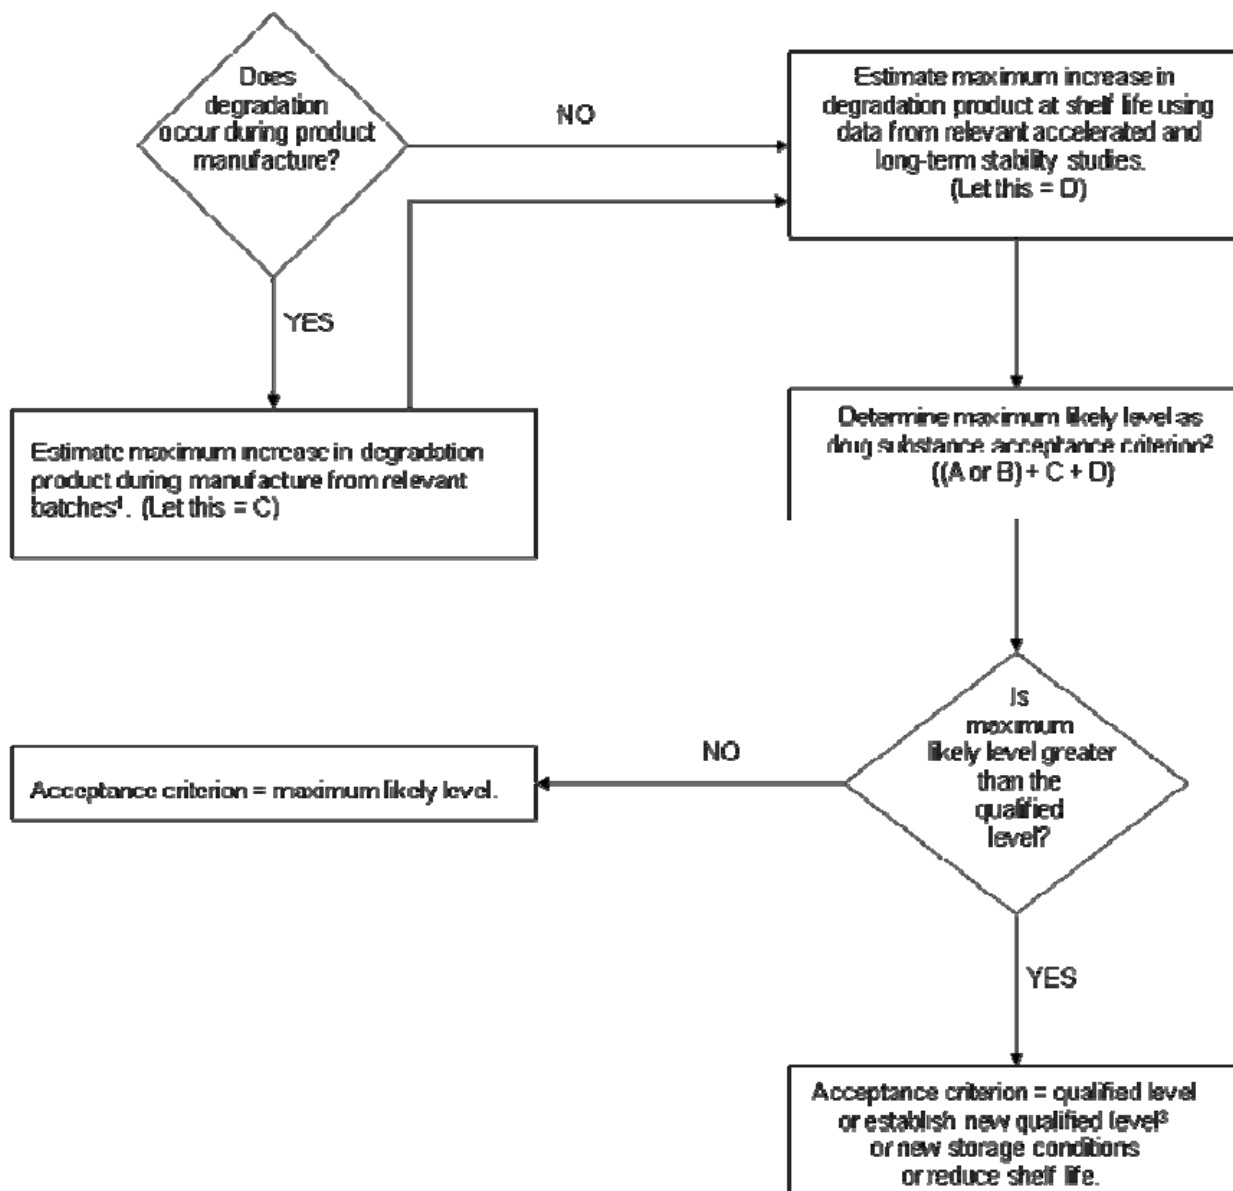 Does
degradation
occur during product
manufacture?
NO
Estimate maximum increase in
degradation product at shelf life using
data from relevant accelerated and
long-term stability studies.
(Let this = D)
YES
Estimate maximum increase in degradation
product during manufacture from relevant
batches¹. (Let this = C)
Determine maximum likely level as
drug substance acceptance criterion²
((A or B) + C + D)
Is
maximum
likely level greater
than the
qualified
level?
NO
Acceptance criterion = maximum likely level.
YES
Acceptance criterion = qualified level
or establish new qualified level³
or new storage conditions
or reduce shelf life.